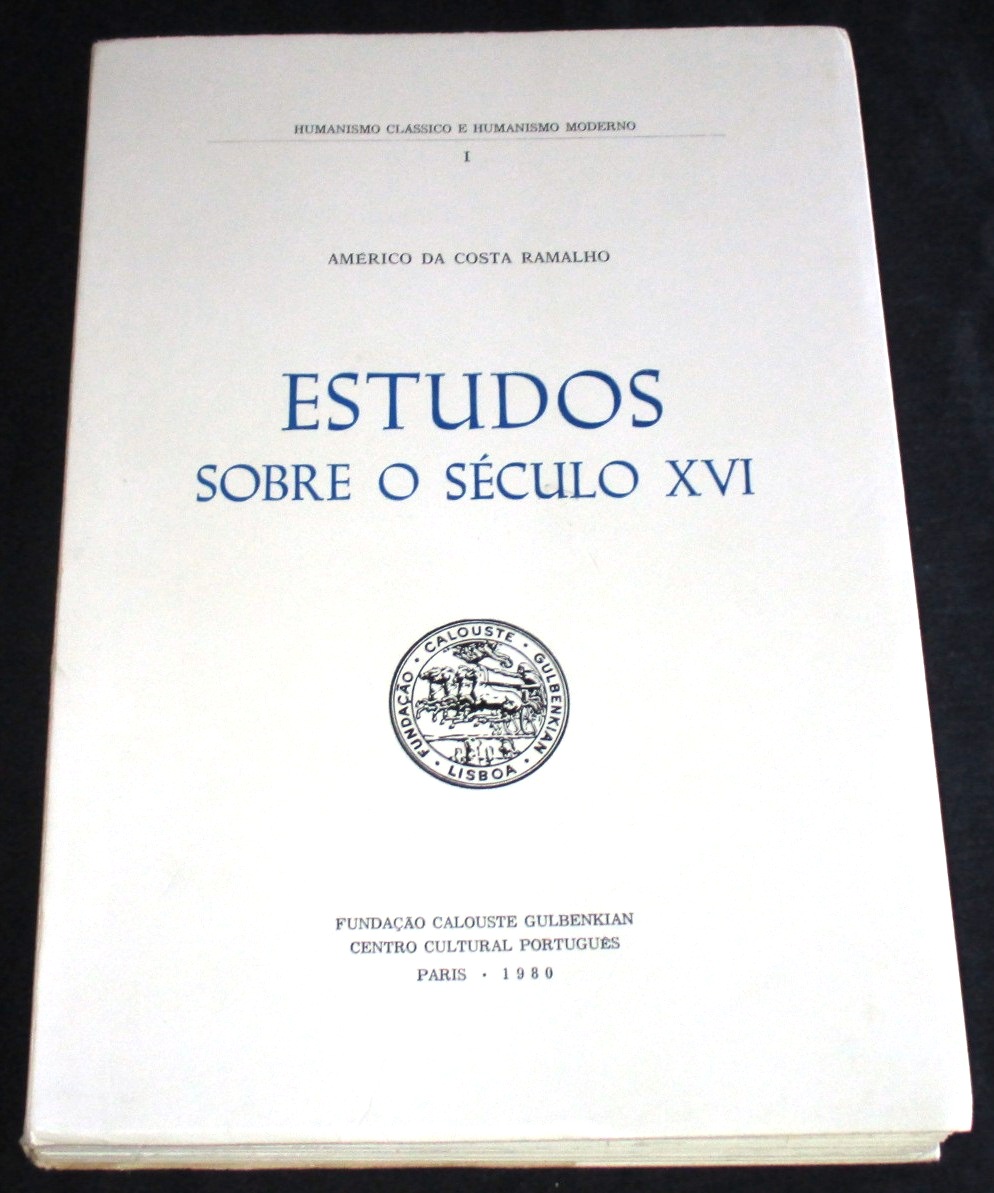 HUMANISMO CLÁSSICO E HUMANISMO MODERNO
I
AMÉRICO DA COSTA RAMALHO
ESTUDOS
SOBRE O SÉCULO XVI
FUNDAÇÃO · CALOUSTE · GULBENKIAN · LISBOA ·
FUNDAÇÃO CALOUSTE GULBENKIAN
CENTRO CULTURAL PORTUGUÊS
PARIS · 1980